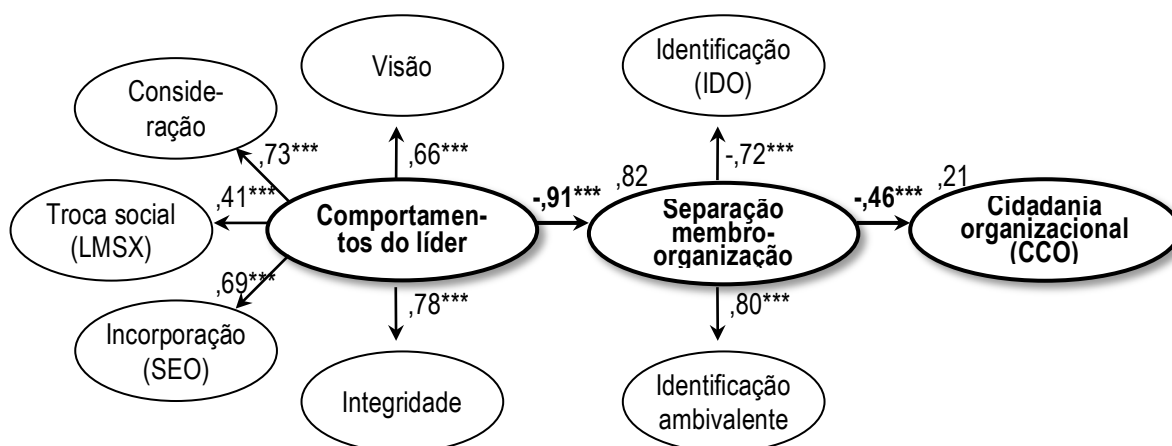 Visão
Identificação
(IDO)
Conside-
ração
,73***
,66***
-,72***
,41***
Troca social
(LMSX)
Comportamen-
tos do líder
-,91***
,82
Separação
membro-
organização
-,46***
,21
Cidadania
organizacional
(CCO)
,69***
,78***
,80***
Incorporação
(SEO)
Integridade
Identificação
ambivalente